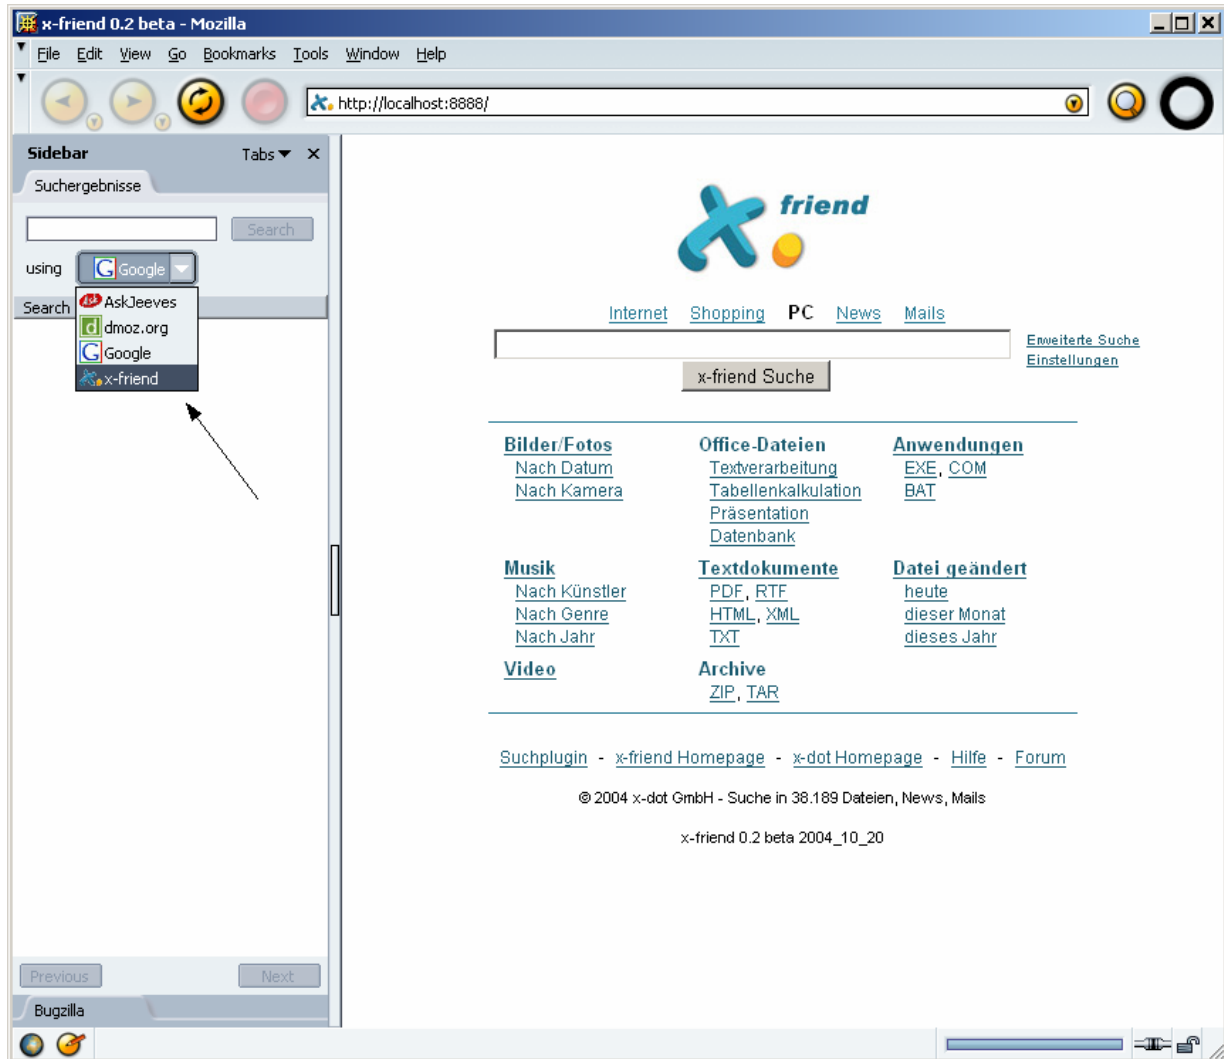 x-friend 0.2 beta - Mozilla
File Edit View Go Bookmarks Tools Window Help
http://localhost:8888/
Sidebar Tabs
Suchergebnisse
Search
using Google
Search
AskJeeves
dmoz.org
Google
x-friend
Previous Next
Bugzilla
friend
Internet Shopping PC News Mails
Erweiterte Suche
Einstellungen
x-friend Suche
Bilder/Fotos Office-Dateien Anwendungen
Nach Datum Textverarbeitung EXE, COM
Nach Kamera Tabellenkalkulation BAT
Präsentation
Datenbank
Musik Textdokumente Datei geändert
Nach Künstler PDF, RTF heute
Nach Genre HTML, XML dieser Monat
Nach Jahr TXT dieses Jahr
Video Archive
ZIP, TAR
Suchplugin - x-friend Homepage - x-dot Homepage - Hilfe - Forum
© 2004 x-dot GmbH - Suche in 38.189 Dateien, News, Mails
x-friend 0.2 beta 2004_10_20